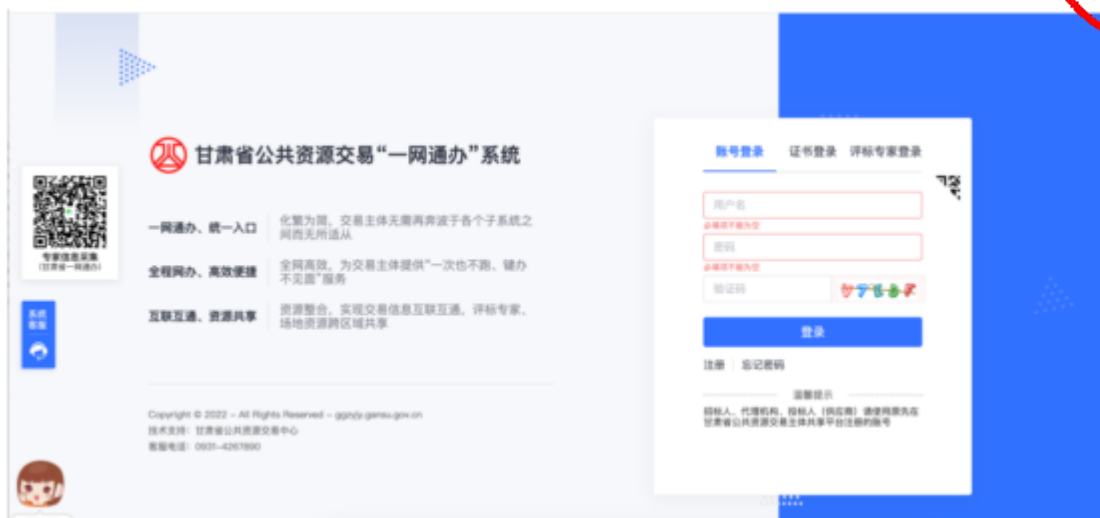 甘肃省公共资源交易“一网通办”系统
专家信息采集
(甘肃省一网通办)
系统
客服
一网通办、统一入口
化繁为简，交易主体无需再奔波于各个子系统之
间而无所适从
全程网办、高效便捷
全网高效，为交易主体提供“一次也不跑、键办
不见面”服务
互联互通、资源共享
资源整合，实现交易信息互联互通，评标专家、
场地资源跨区域共享
Copyright © 2022 - All Rights Reserved - ggzyjy.gansu.gov.cn
技术支持：甘肃省公共资源交易中心
客服电话：0931-4267890
账号登录 证书登录 评标专家登录
用户名
必填项不能为空
密码
必填项不能为空
验证码
登录
注册 忘记密码
温馨提示
招标人、代理机构、投标人（供应商）请使用原先在
甘肃省公共资源交易主体共享平台注册的账号